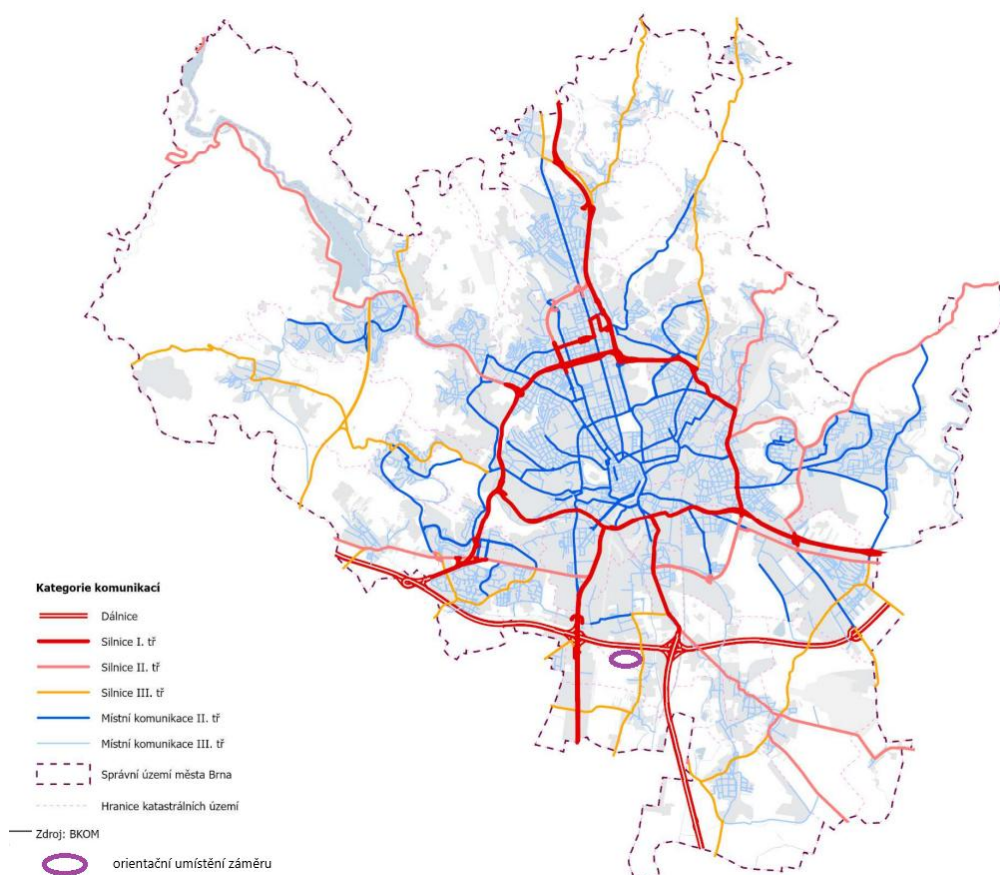 Kategorie komunikací
Dálnice
Silnice I. tř
Silnice II. tř
Silnice III. tř
Místní komunikace II. tř
Místní komunikace III. tř
Správní území města Brna
Hranice katastrálních území
Zdroj: BKOM
orientační umístění záměru